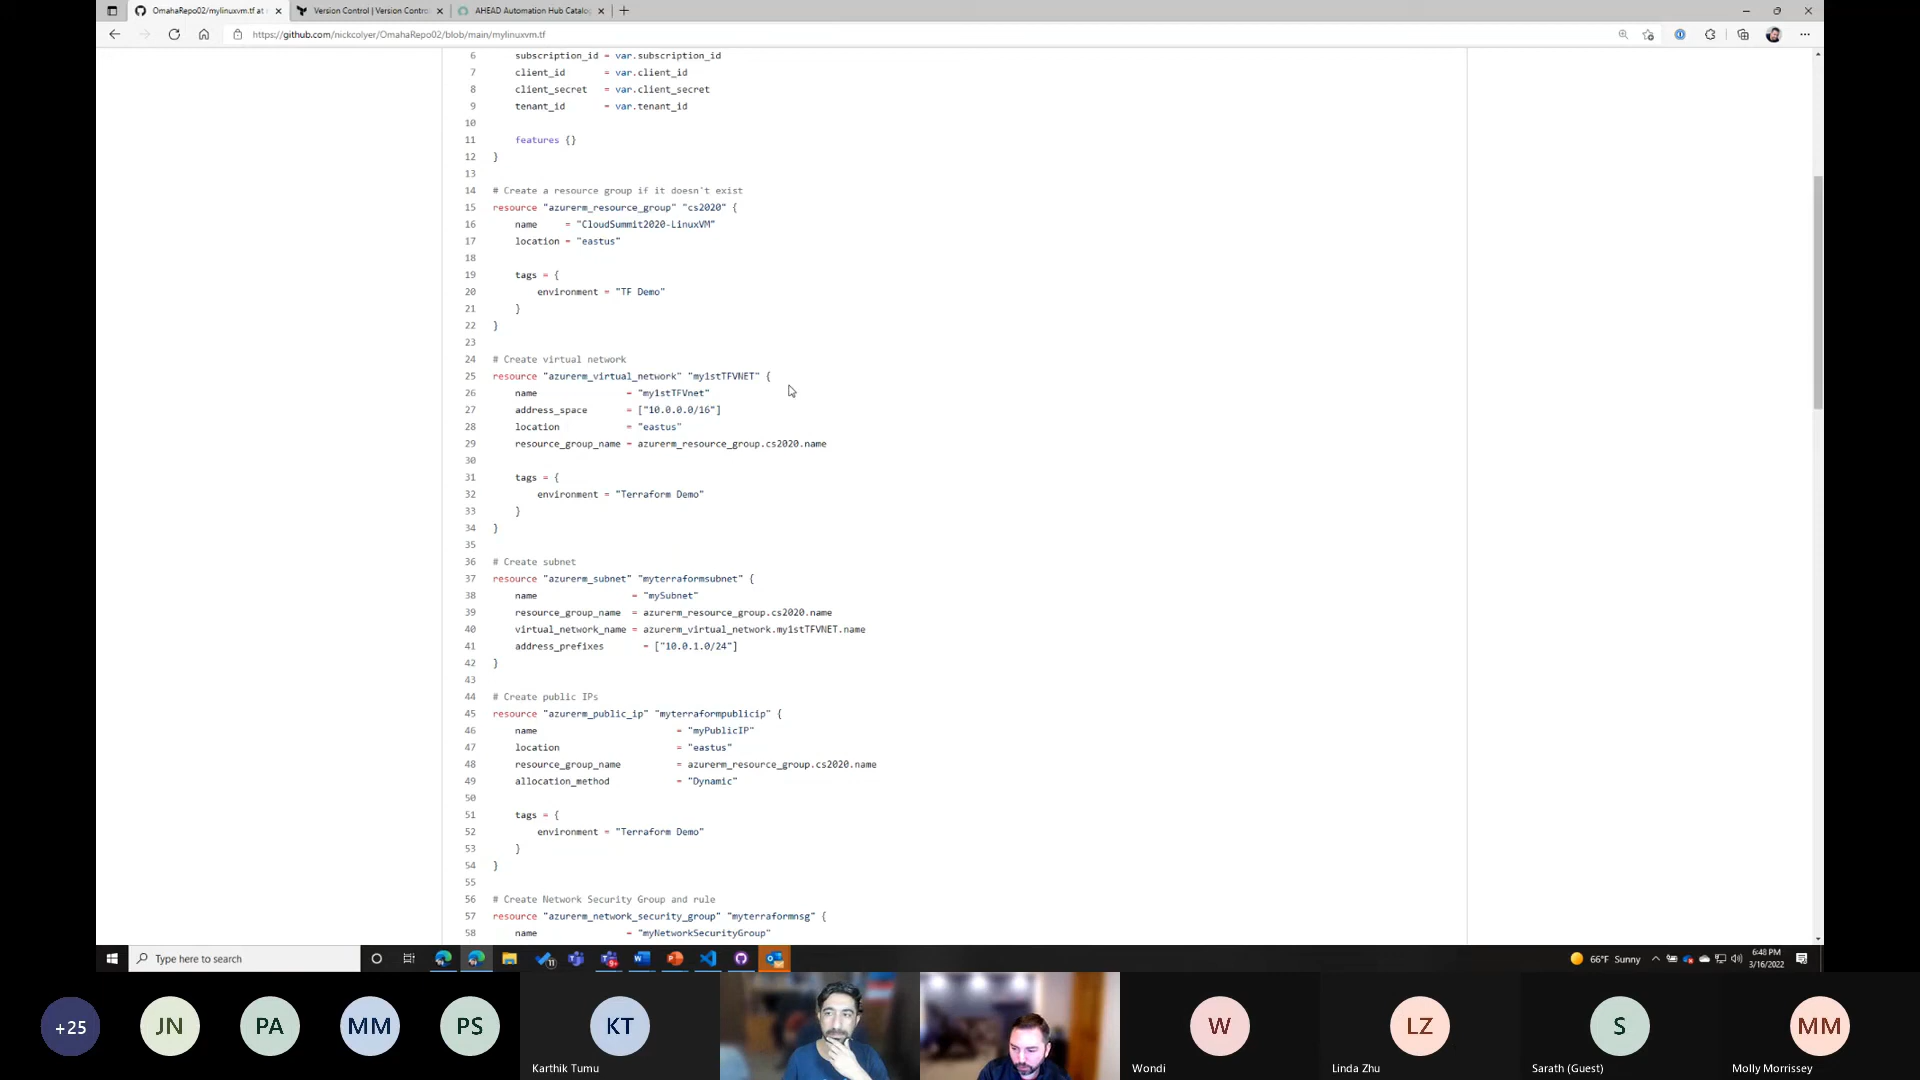 OmahaRepo02/mylinuxvm.tf at
Version Control | Version Contro
AHEAD Automation Hub Catalog
https://github.com/nickcolyer/OmahaRepo02/blob/main/mylinuxvm.tf
6 subscription_id = var.subscription_id
7 client_id = var.client_id
8 client_secret = var.client_secret
9 tenant_id = var.tenant_id
10
11 features {}
12 }
13
14 # Create a resource group if it doesn't exist
15 resource "azurerm_resource_group" "cs2020" {
16 name = "CloudSummit2020-LinuxVM"
17 location = "eastus"
18
19 tags = {
20 environment = "TF Demo"
21 }
22 }
23
24 # Create virtual network
25 resource "azurerm_virtual_network" "my1stTFVNET" {
26 name = "my1stTFVnet"
27 address_space = ["10.0.0.0/16"]
28 location = "eastus"
29 resource_group_name = azurerm_resource_group.cs2020.name
30
31 tags = {
32 environment = "Terraform Demo"
33 }
34 }
35
36 # Create subnet
37 resource "azurerm_subnet" "myterraformsubnet" {
38 name = "mySubnet"
39 resource_group_name = azurerm_resource_group.cs2020.name
40 virtual_network_name = azurerm_virtual_network.my1stTFVNET.name
41 address_prefixes = ["10.0.1.0/24"]
42 }
43
44 # Create public IPs
45 resource "azurerm_public_ip" "myterraformpublicip" {
46 name = "myPublicIP"
47 location = "eastus"
48 resource_group_name = azurerm_resource_group.cs2020.name
49 allocation_method = "Dynamic"
50
51 tags = {
52 environment = "Terraform Demo"
53 }
54 }
55
56 # Create Network Security Group and rule
57 resource "azurerm_network_security_group" "myterraformnsg" {
58 name = "myNetworkSecurityGroup"
Type here to search
66°F Sunny
6:48 PM
3/16/2022
+25
JN
PA
MM
PS
KT
W
LZ
S
MM
Karthik Tumu
Wondi
Linda Zhu
Sarath (Guest)
Molly Morrissey